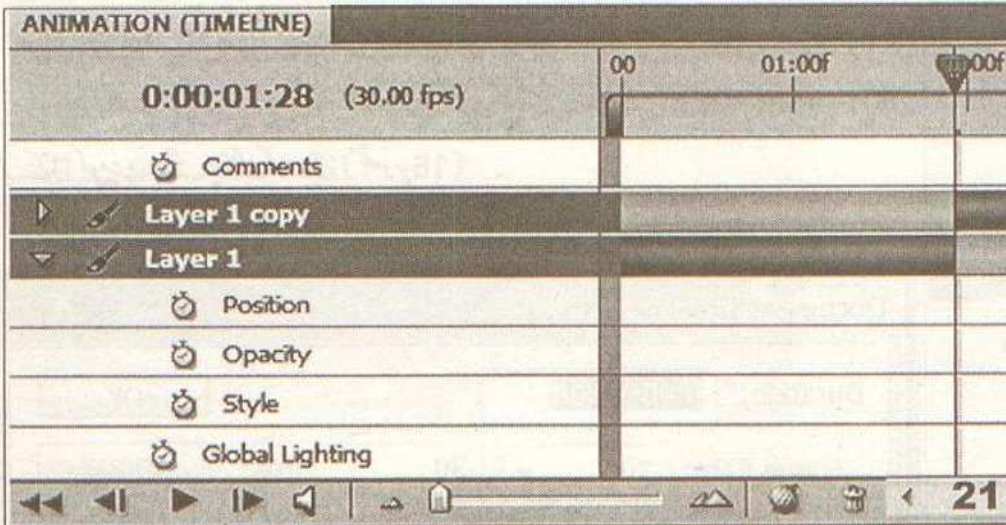 ANIMATION (TIMELINE)
0:00:01:28 (30.00 fps)
00 01:00f 00f
Comments
Layer 1 copy
Layer 1
Position
Opacity
Style
Global Lighting
21